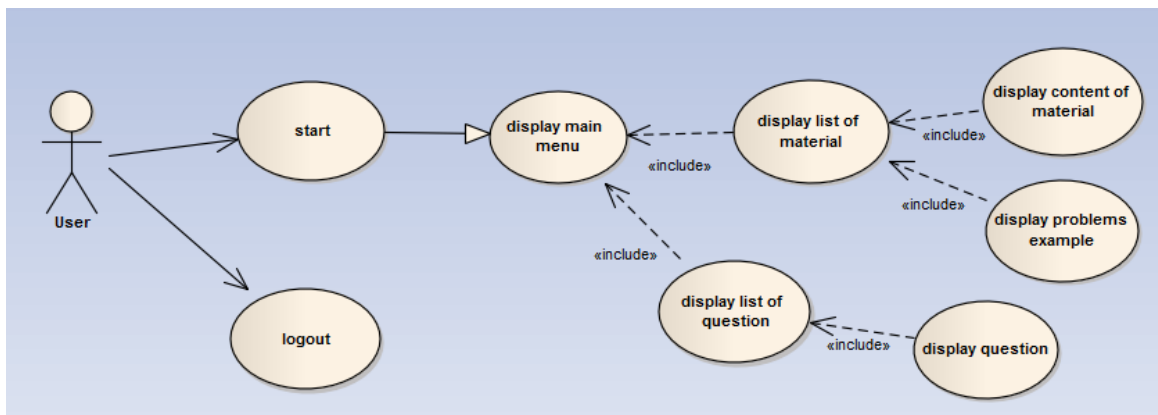 User
start
logout
display main
menu
«include»
display list of
material
«include»
display content of
material
«include»
display problems
example
«include»
display list of
question
«include»
display question